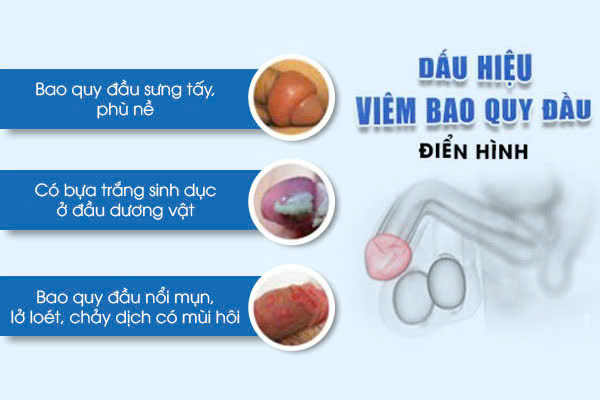 DẤU HIỆU
VIÊM BAO QUY ĐẦU
ĐIỂN HÌNH
Bao quy đầu sưng tấy,
phù nề
Có bựa trắng sinh dục
ở đầu dương vật
Bao quy đầu nổi mụn,
lở loét, chảy dịch có mùi hôi